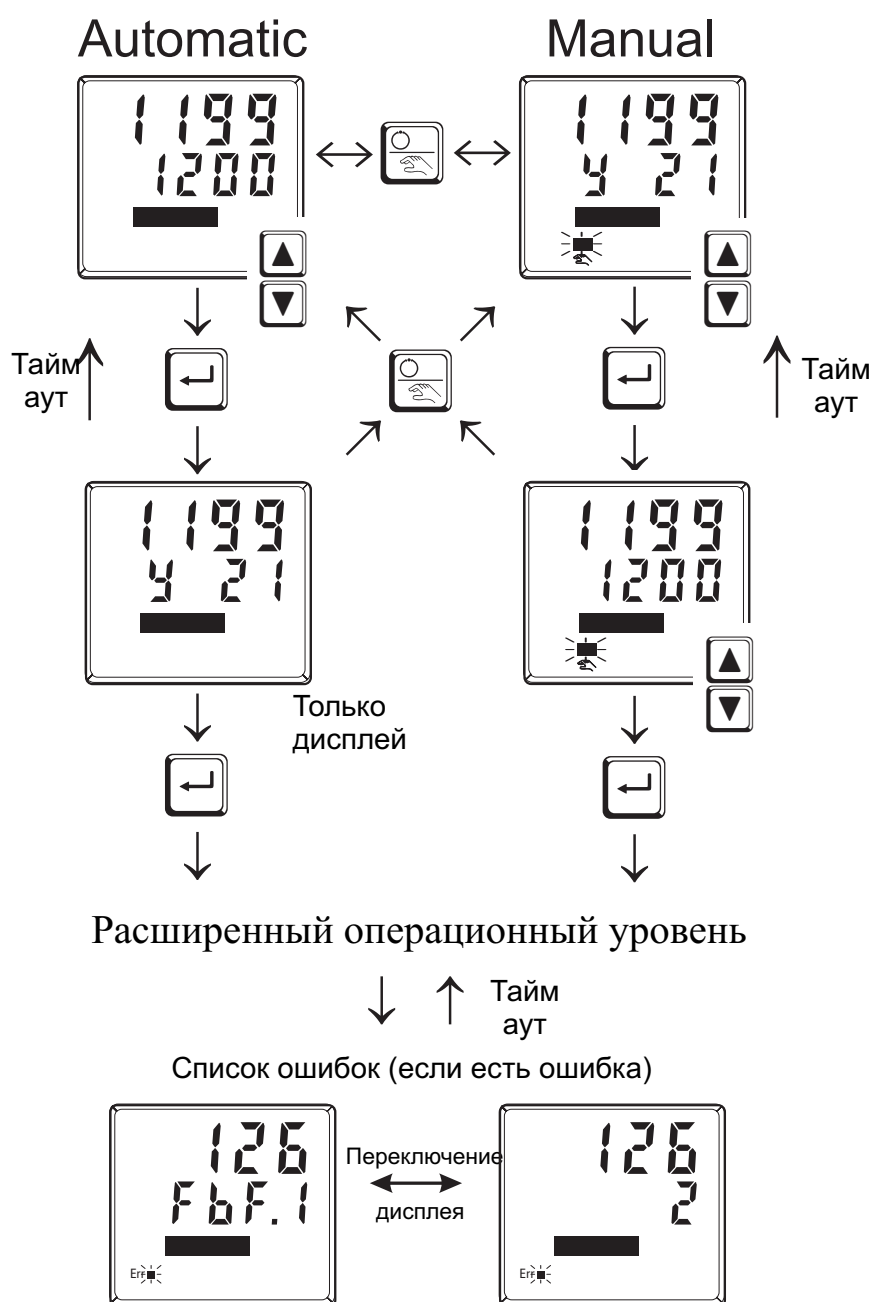 Automatic Manual
1199 1199
1200 Y 21
Тайм
аут
Тайм
аут
1199 1199
Y 21 1200
Только
дисплей
Расширенный операционный уровень
Тайм
аут
Список ошибок (если есть ошибка)
126 Переключение 126
FbF.1 дисплея 2
Err Err